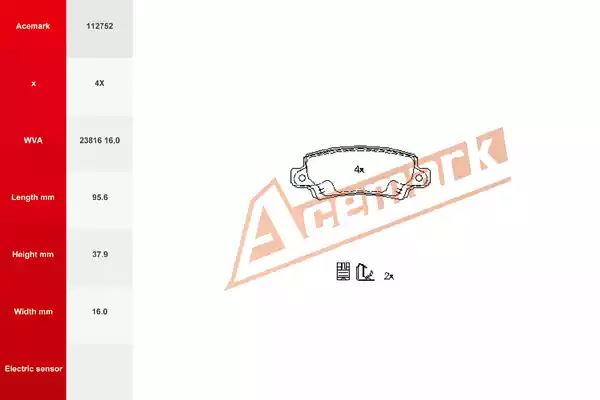 Acemark 112752
x 4X
WVA 23816 16,0
Length mm 95.6
Height mm 37.9
Width mm 16.0
Electric sensor
4x
2x
Acemark